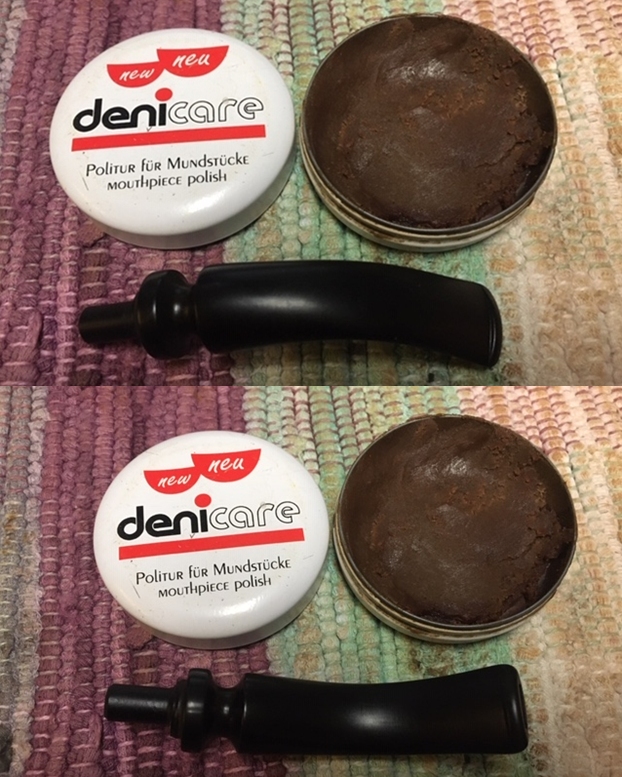 new neu
denicare
Politur für Mundstücke
mouthpiece polish
new neu
denicare
Politur für Mundstücke
mouthpiece polish